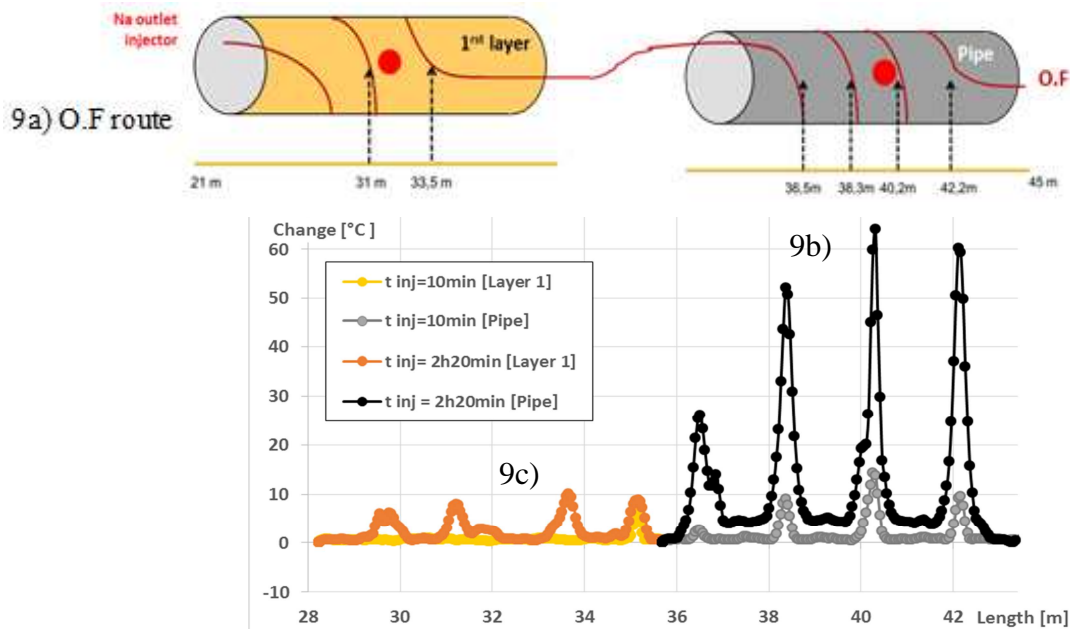 Na outlet
injector
1ˢᵗ layer
Pipe
O.F
9a) O.F route
21 m
31 m
33,5 m
38,5m
38,3m
40,2m
42,2m
45 m
Change [°C ]
9b)
60
50
40
30
20
10
0
-10
t inj=10min [Layer 1]
t inj=10min [Pipe]
t inj= 2h20min [Layer 1]
t inj = 2h20min [Pipe]
9c)
28 30 32 34 36 38 40 42 Length [m]